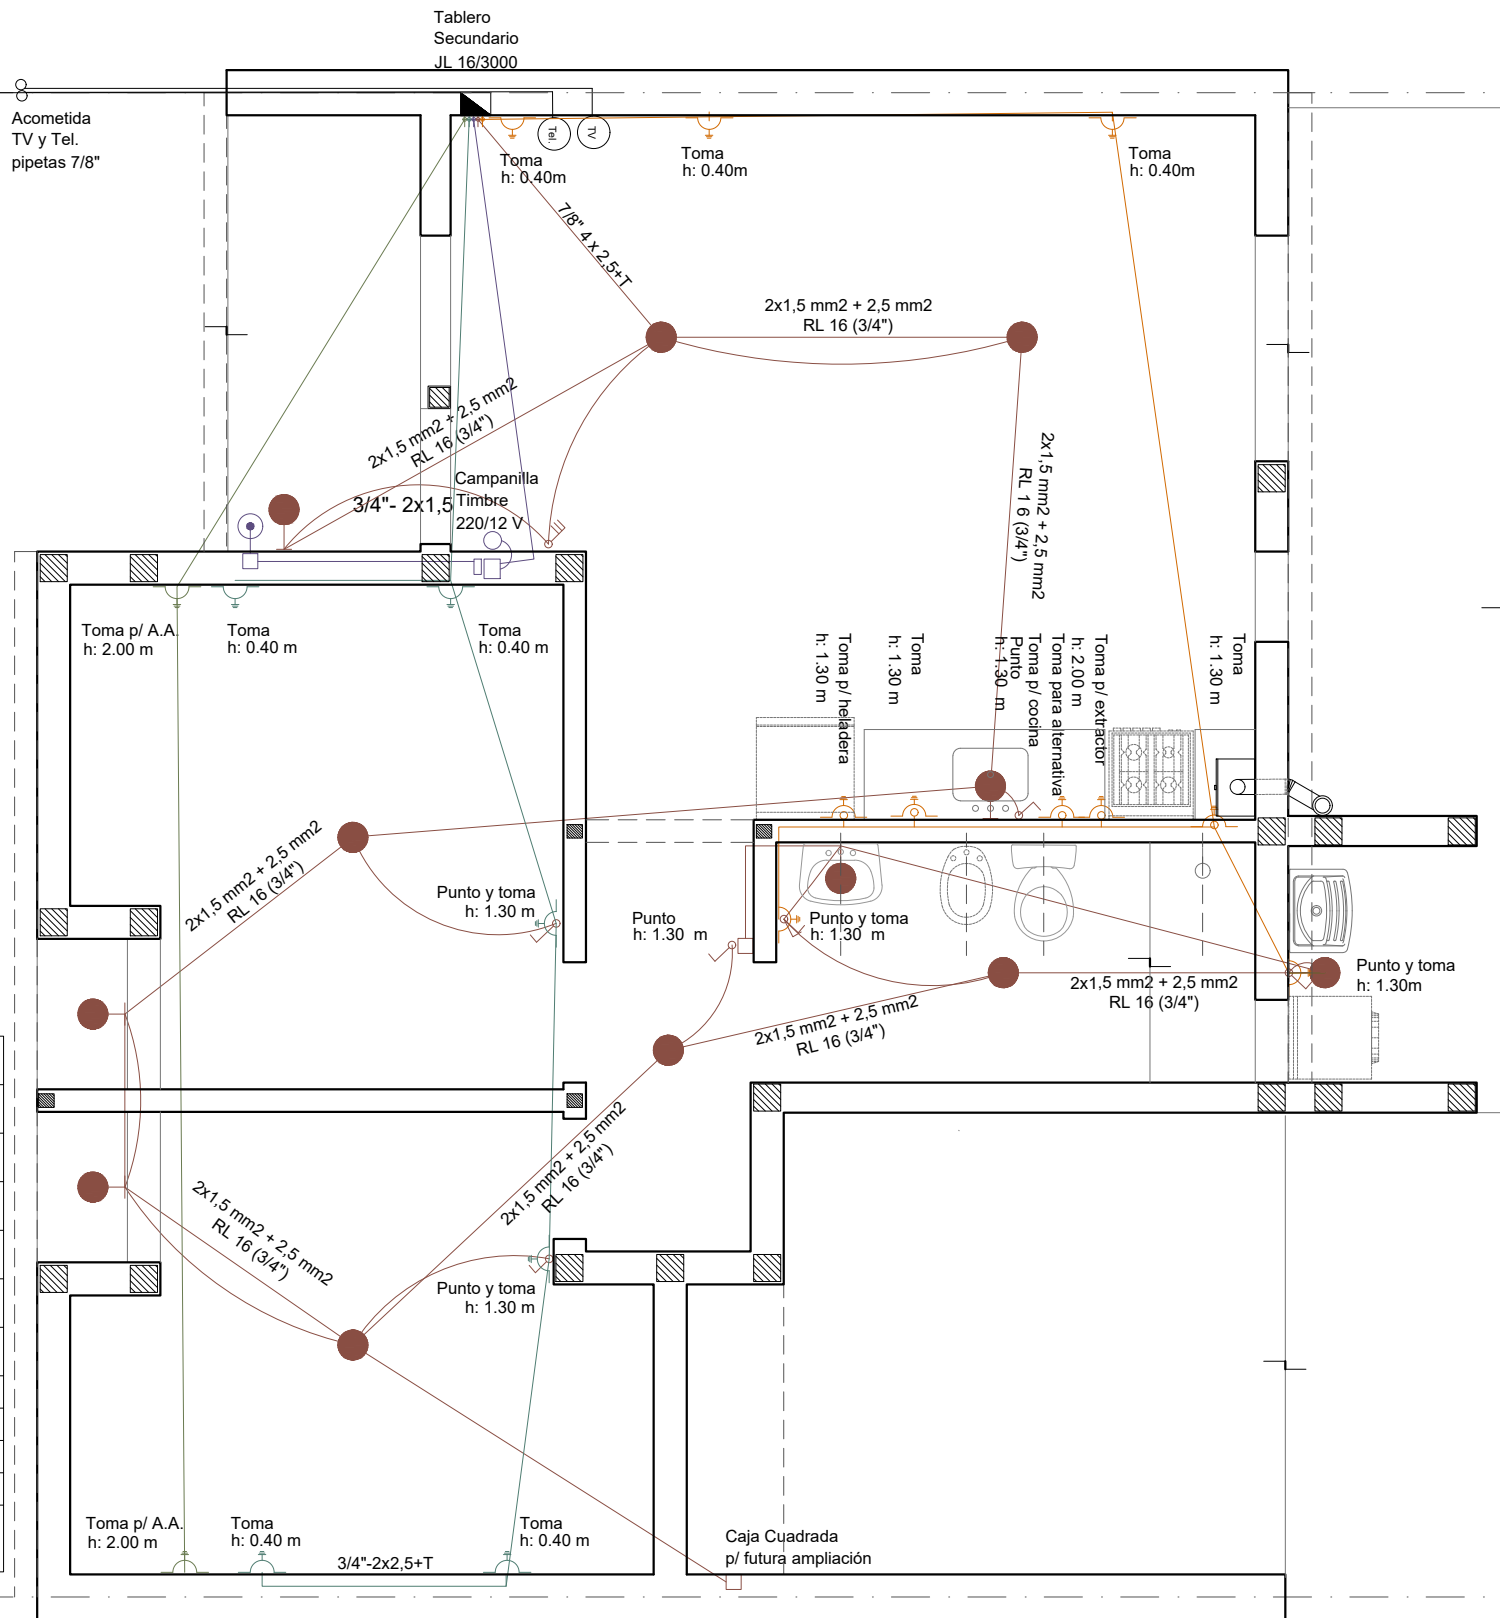 Tablero
Secundario
JL 16/3000
Acometida
TV y Tel.
pipetas 7/8"
Tel.
TV
Toma
h: 0.40m
Toma
h: 0.40m
Toma
h: 0.40m
7/8" 4 x 2,5+T
2x1,5 mm2 + 2,5 mm2
RL 16 (3/4")
2x1,5 mm2 + 2,5 mm2
RL 16 (3/4")
Campanilla
Timbre
220/12 V
3/4"- 2x1,5
2x1,5 mm2 + 2,5 mm2
RL 1 6 (3/4")
Toma p/ A.A.
h: 2.00 m
Toma
h: 0.40 m
Toma
h: 0.40 m
Toma p/ heladera
h: 1.30 m
Toma
h: 1.30 m
Punto
h: 1.30 m
Toma p/ cocina
Toma para alternativa
Toma p/ extractor
h: 2.00 m
Toma
h: 1.30 m
2x1,5 mm2 + 2,5 mm2
RL 16 (3/4")
Punto y toma
h: 1.30 m
Punto
h: 1.30 m
Punto y toma
h: 1.30 m
Punto y toma
h: 1.30m
2x1,5 mm2 + 2,5 mm2
RL 16 (3/4")
2x1,5 mm2 + 2,5 mm2
RL 16 (3/4")
2x1,5 mm2 + 2,5 mm2
RL 16 (3/4")
2x1,5 mm2 + 2,5 mm2
RL 16 (3/4")
Punto y toma
h: 1.30 m
Toma p/ A.A.
h: 2.00 m
Toma
h: 0.40 m
3/4"-2x2,5+T
Toma
h: 0.40 m
Caja Cuadrada
p/ futura ampliación